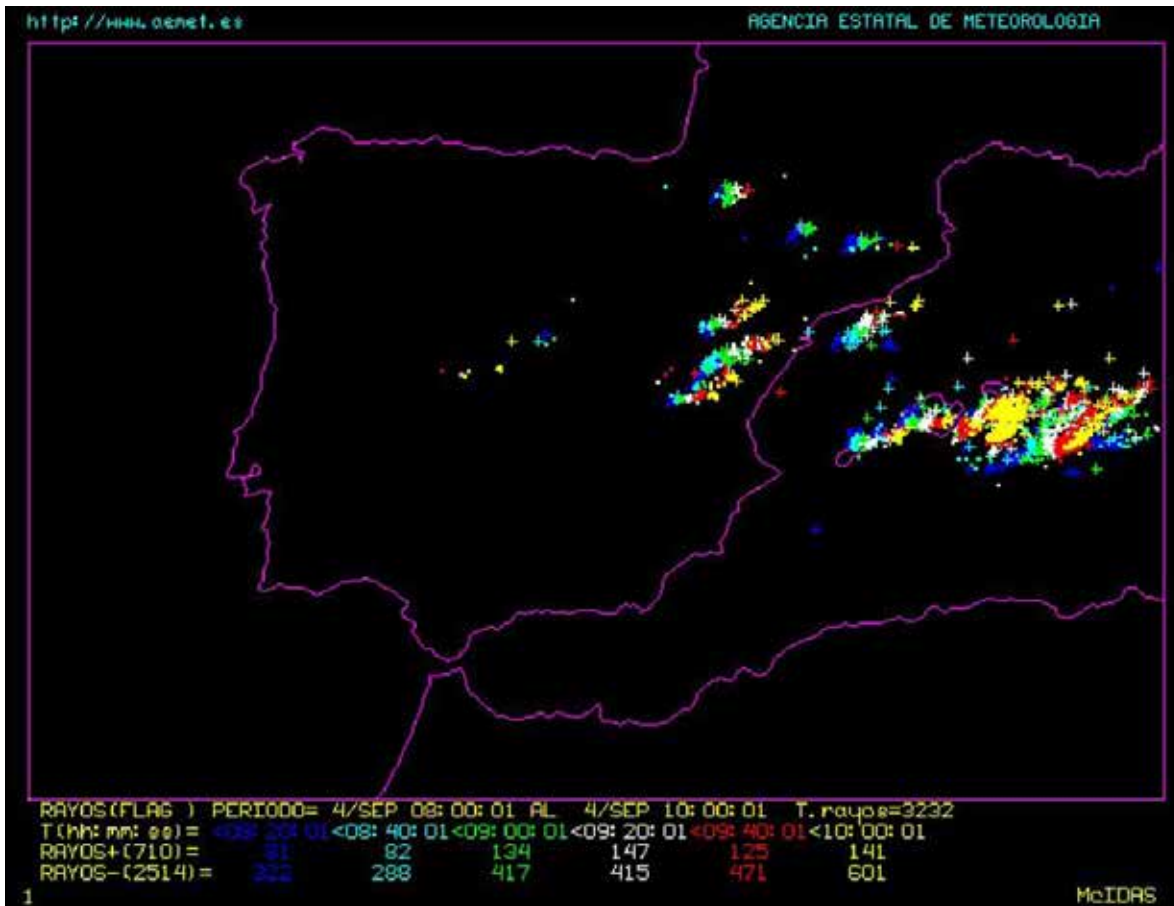 http://www.aemet.es AGENCIA ESTATAL DE METEOROLOGIA
RAYOS(FLAG ) PERIODO= 4/SEP 08:00:01 AL 4/SEP 10:00:01 T.rayos=3232
T(hh:mm:ss)= <08:20:01 <08:40:01 <09:00:01 <09:20:01 <09:40:01 <10:00:01
RAYOS+(710)= 81 82 134 147 125 141
RAYOS-(2514)= 322 288 417 415 471 601
1 McIDAS